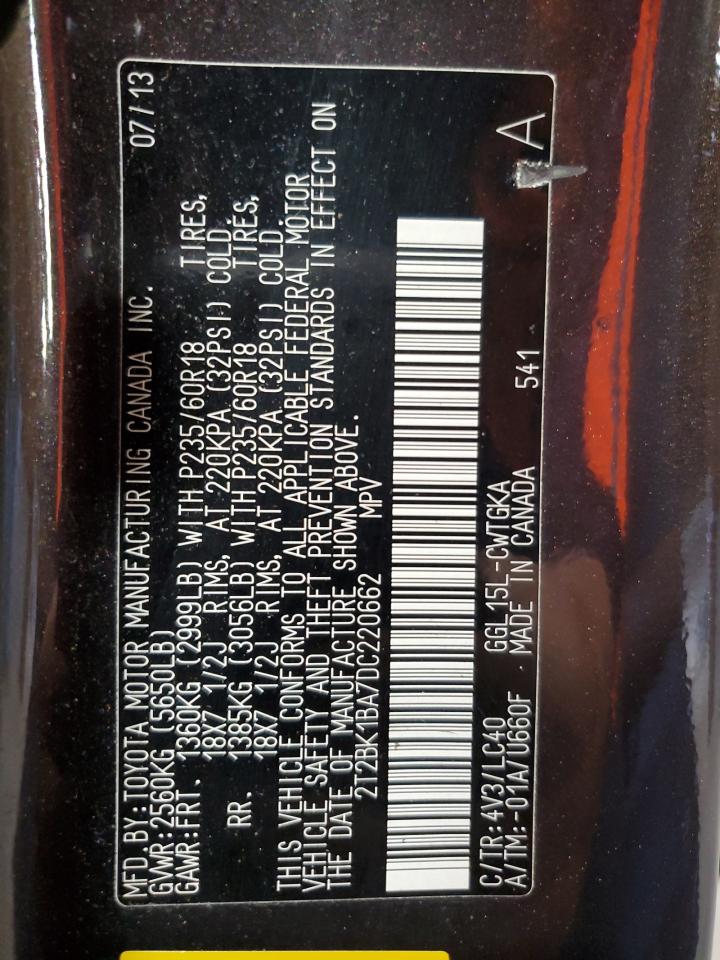 MFD. BY: TOYOTA MOTOR MANUFACTURING CANADA INC. 07/13
GVWR: 2560KG (5650LB)
GAWR: FRT. 1360KG (2999LB) WITH P235/60R18 TIRES,
18X7 1/2J RIMS, AT 220KPA (32PSI) COLD.
RR. 1385KG (3056LB) WITH P235/60R18 TIRES,
18X7 1/2J RIMS, AT 220KPA (32PSI) COLD.
THIS VEHICLE CONFORMS TO ALL APPLICABLE FEDERAL MOTOR
VEHICLE SAFETY AND THEFT PREVENTION STANDARDS IN EFFECT ON
THE DATE OF MANUFACTURE SHOWN ABOVE.
2T2BK1BA7DC220662 MPV
C/TR: 4V3/LC40 GGL15L-CWTGKA 541 A
A/TM: -01A/U660F MADE IN CANADA